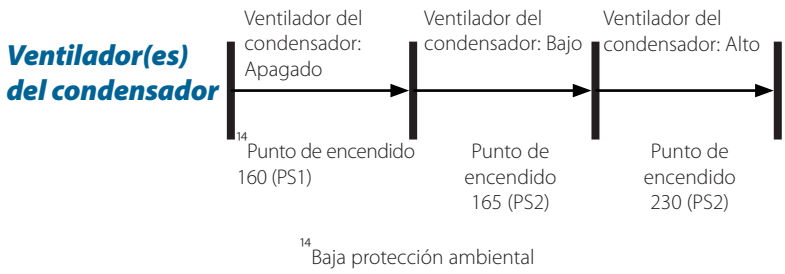 Ventilador(es)
del condensador
Ventilador del
condensador:
Apagado
Ventilador del
condensador: Bajo
Ventilador del
condensador: Alto
14
Punto de encendido
160 (PS1)
Punto de
encendido
165 (PS2)
Punto de
encendido
230 (PS2)
14
Baja protección ambiental